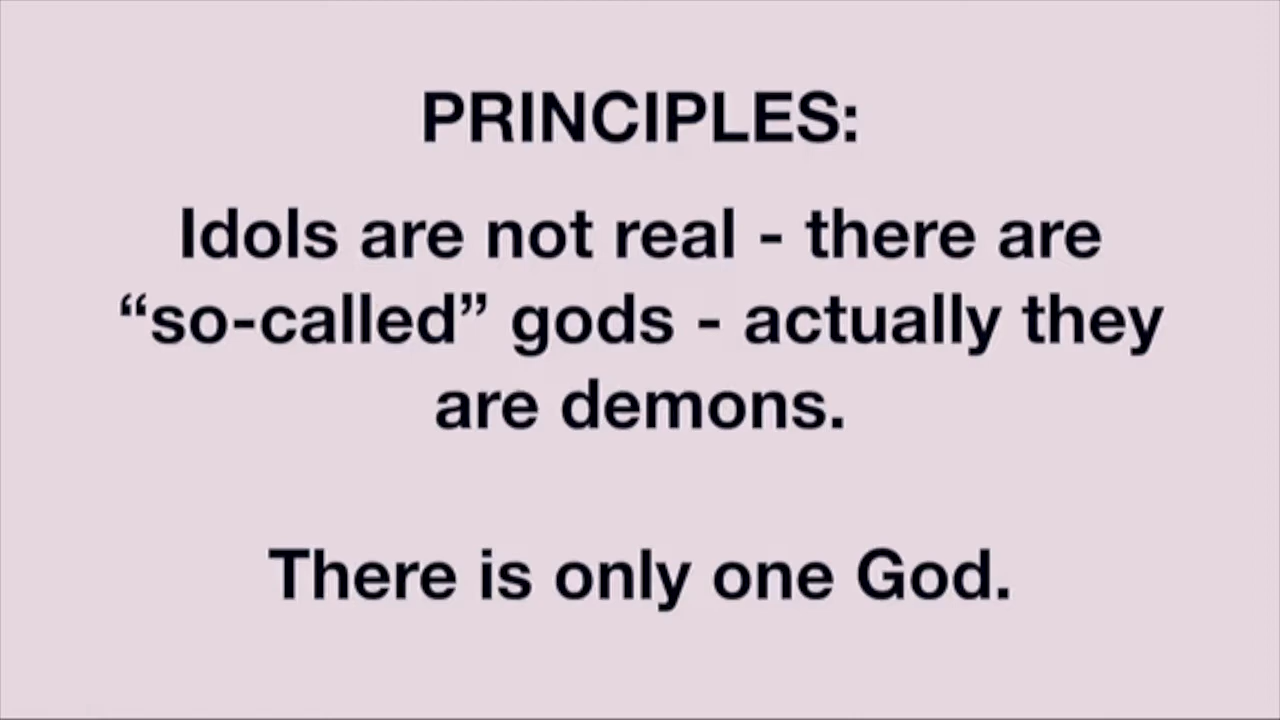 PRINCIPLES:
Idols are not real - there are
“so-called” gods - actually they
are demons.
There is only one God.